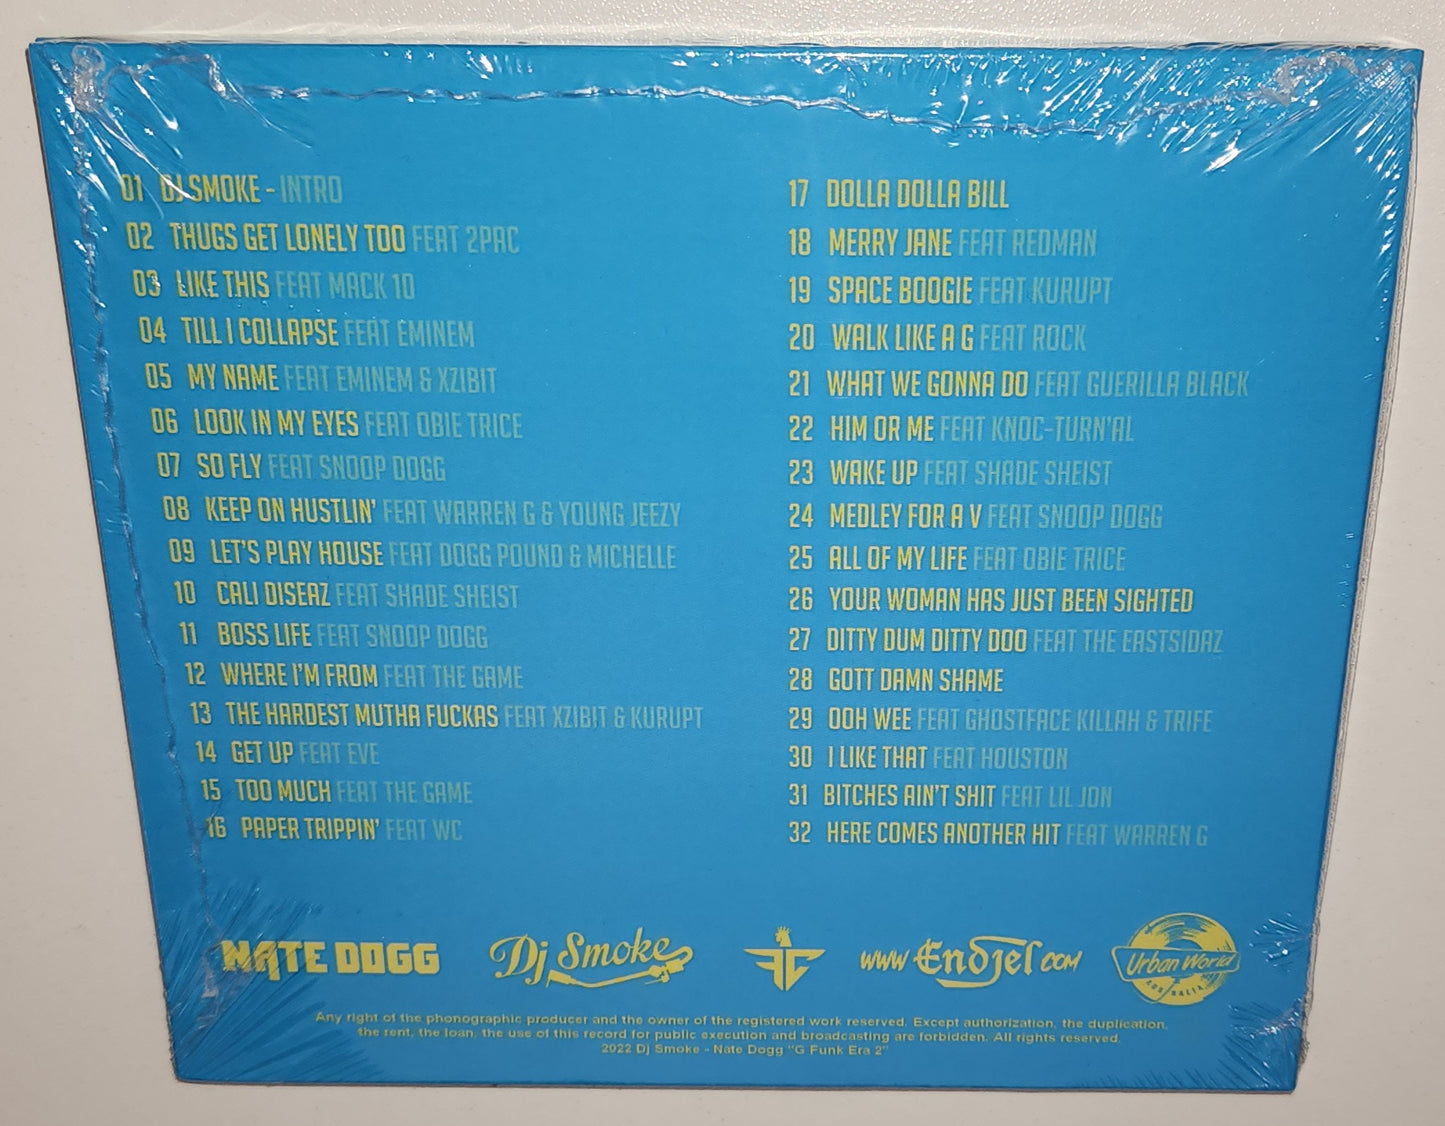 01 DJ SMOKE - INTRO
02 THUGS GET LONELY TOO FEAT 2PAC
03 LIKE THIS FEAT MACK 10
04 TILL I COLLAPSE FEAT EMINEM
05 MY NAME FEAT EMINEM & XZIBIT
06 LOOK IN MY EYES FEAT OBIE TRICE
07 SO FLY FEAT SNOOP DOGG
08 KEEP ON HUSTLIN' FEAT WARREN G & YOUNG JEEZY
09 LET'S PLAY HOUSE FEAT DOGG POUND & MICHELLE
10 CALI DISEAZ FEAT SHADE SHEIST
11 BOSS LIFE FEAT SNOOP DOGG
12 WHERE I'M FROM FEAT THE GAME
13 THE HARDEST MUTHA FUCKAS FEAT XZIBIT & KURUPT
14 GET UP FEAT EVE
15 TOO MUCH FEAT THE GAME
16 PAPER TRIPPIN' FEAT WC
17 DOLLA DOLLA BILL
18 MERRY JANE FEAT REDMAN
19 SPACE BOOGIE FEAT KURUPT
20 WALK LIKE A G FEAT ROCK
21 WHAT WE GONNA DO FEAT GUERILLA BLACK
22 HIM OR ME FEAT KNOC-TURN'AL
23 WAKE UP FEAT SHADE SHEIST
24 MEDLEY FOR A V FEAT SNOOP DOGG
25 ALL OF MY LIFE FEAT OBIE TRICE
26 YOUR WOMAN HAS JUST BEEN SIGHTED
27 DITTY DUM DITTY DOO FEAT THE EASTSIDAZ
28 GOTT DAMN SHAME
29 OOH WEE FEAT GHOSTFACE KILLAH & TRIFE
30 I LIKE THAT FEAT HOUSTON
31 BITCHES AIN'T SHIT FEAT LIL JON
32 HERE COMES ANOTHER HIT FEAT WARREN G
NATE DOGG
Dj Smoke
FC
www Endjel com
Urban World
AUSTRALIA
Any right of the phonographic producer and the owner of the registered work reserved. Except authorization, the duplication,
the rent, the loan, the use of this record for public execution and broadcasting are forbidden. All rights reserved.
2022 Dj Smoke - Nate Dogg "G Funk Era 2"